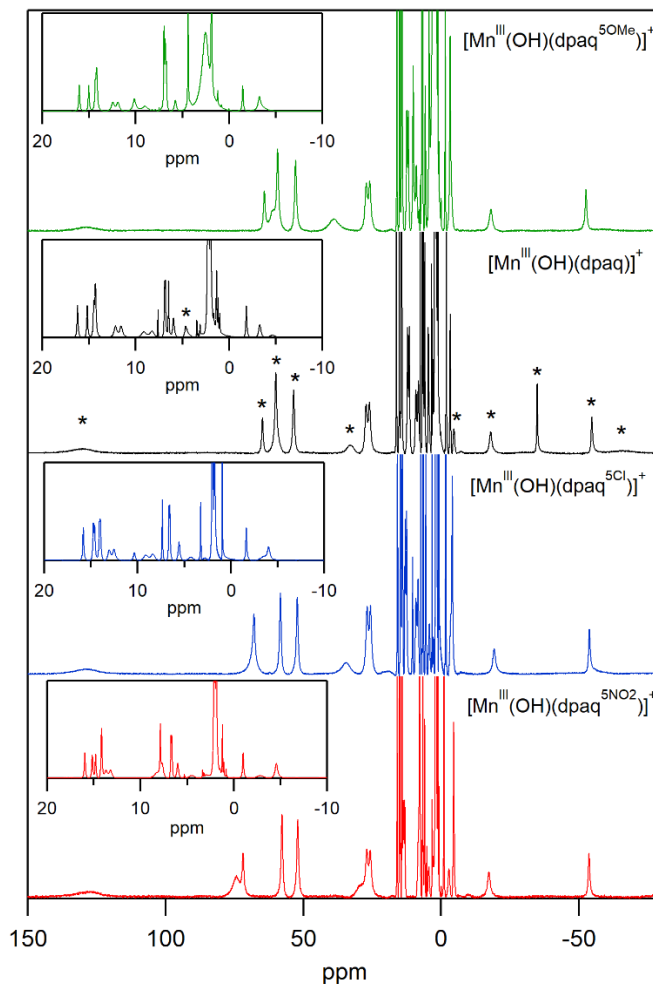 [Mn^III(OH)(dpaq^5OMe)]^+
20 10 0 -10
ppm
[Mn^III(OH)(dpaq)]^+
*
20 10 0 -10
ppm
* * * * * * * * * *
[Mn^III(OH)(dpaq^5Cl)]^+
20 10 0 -10
ppm
[Mn^III(OH)(dpaq^5NO2)]^+
20 10 0 -10
ppm
150 100 50 0 -50
ppm